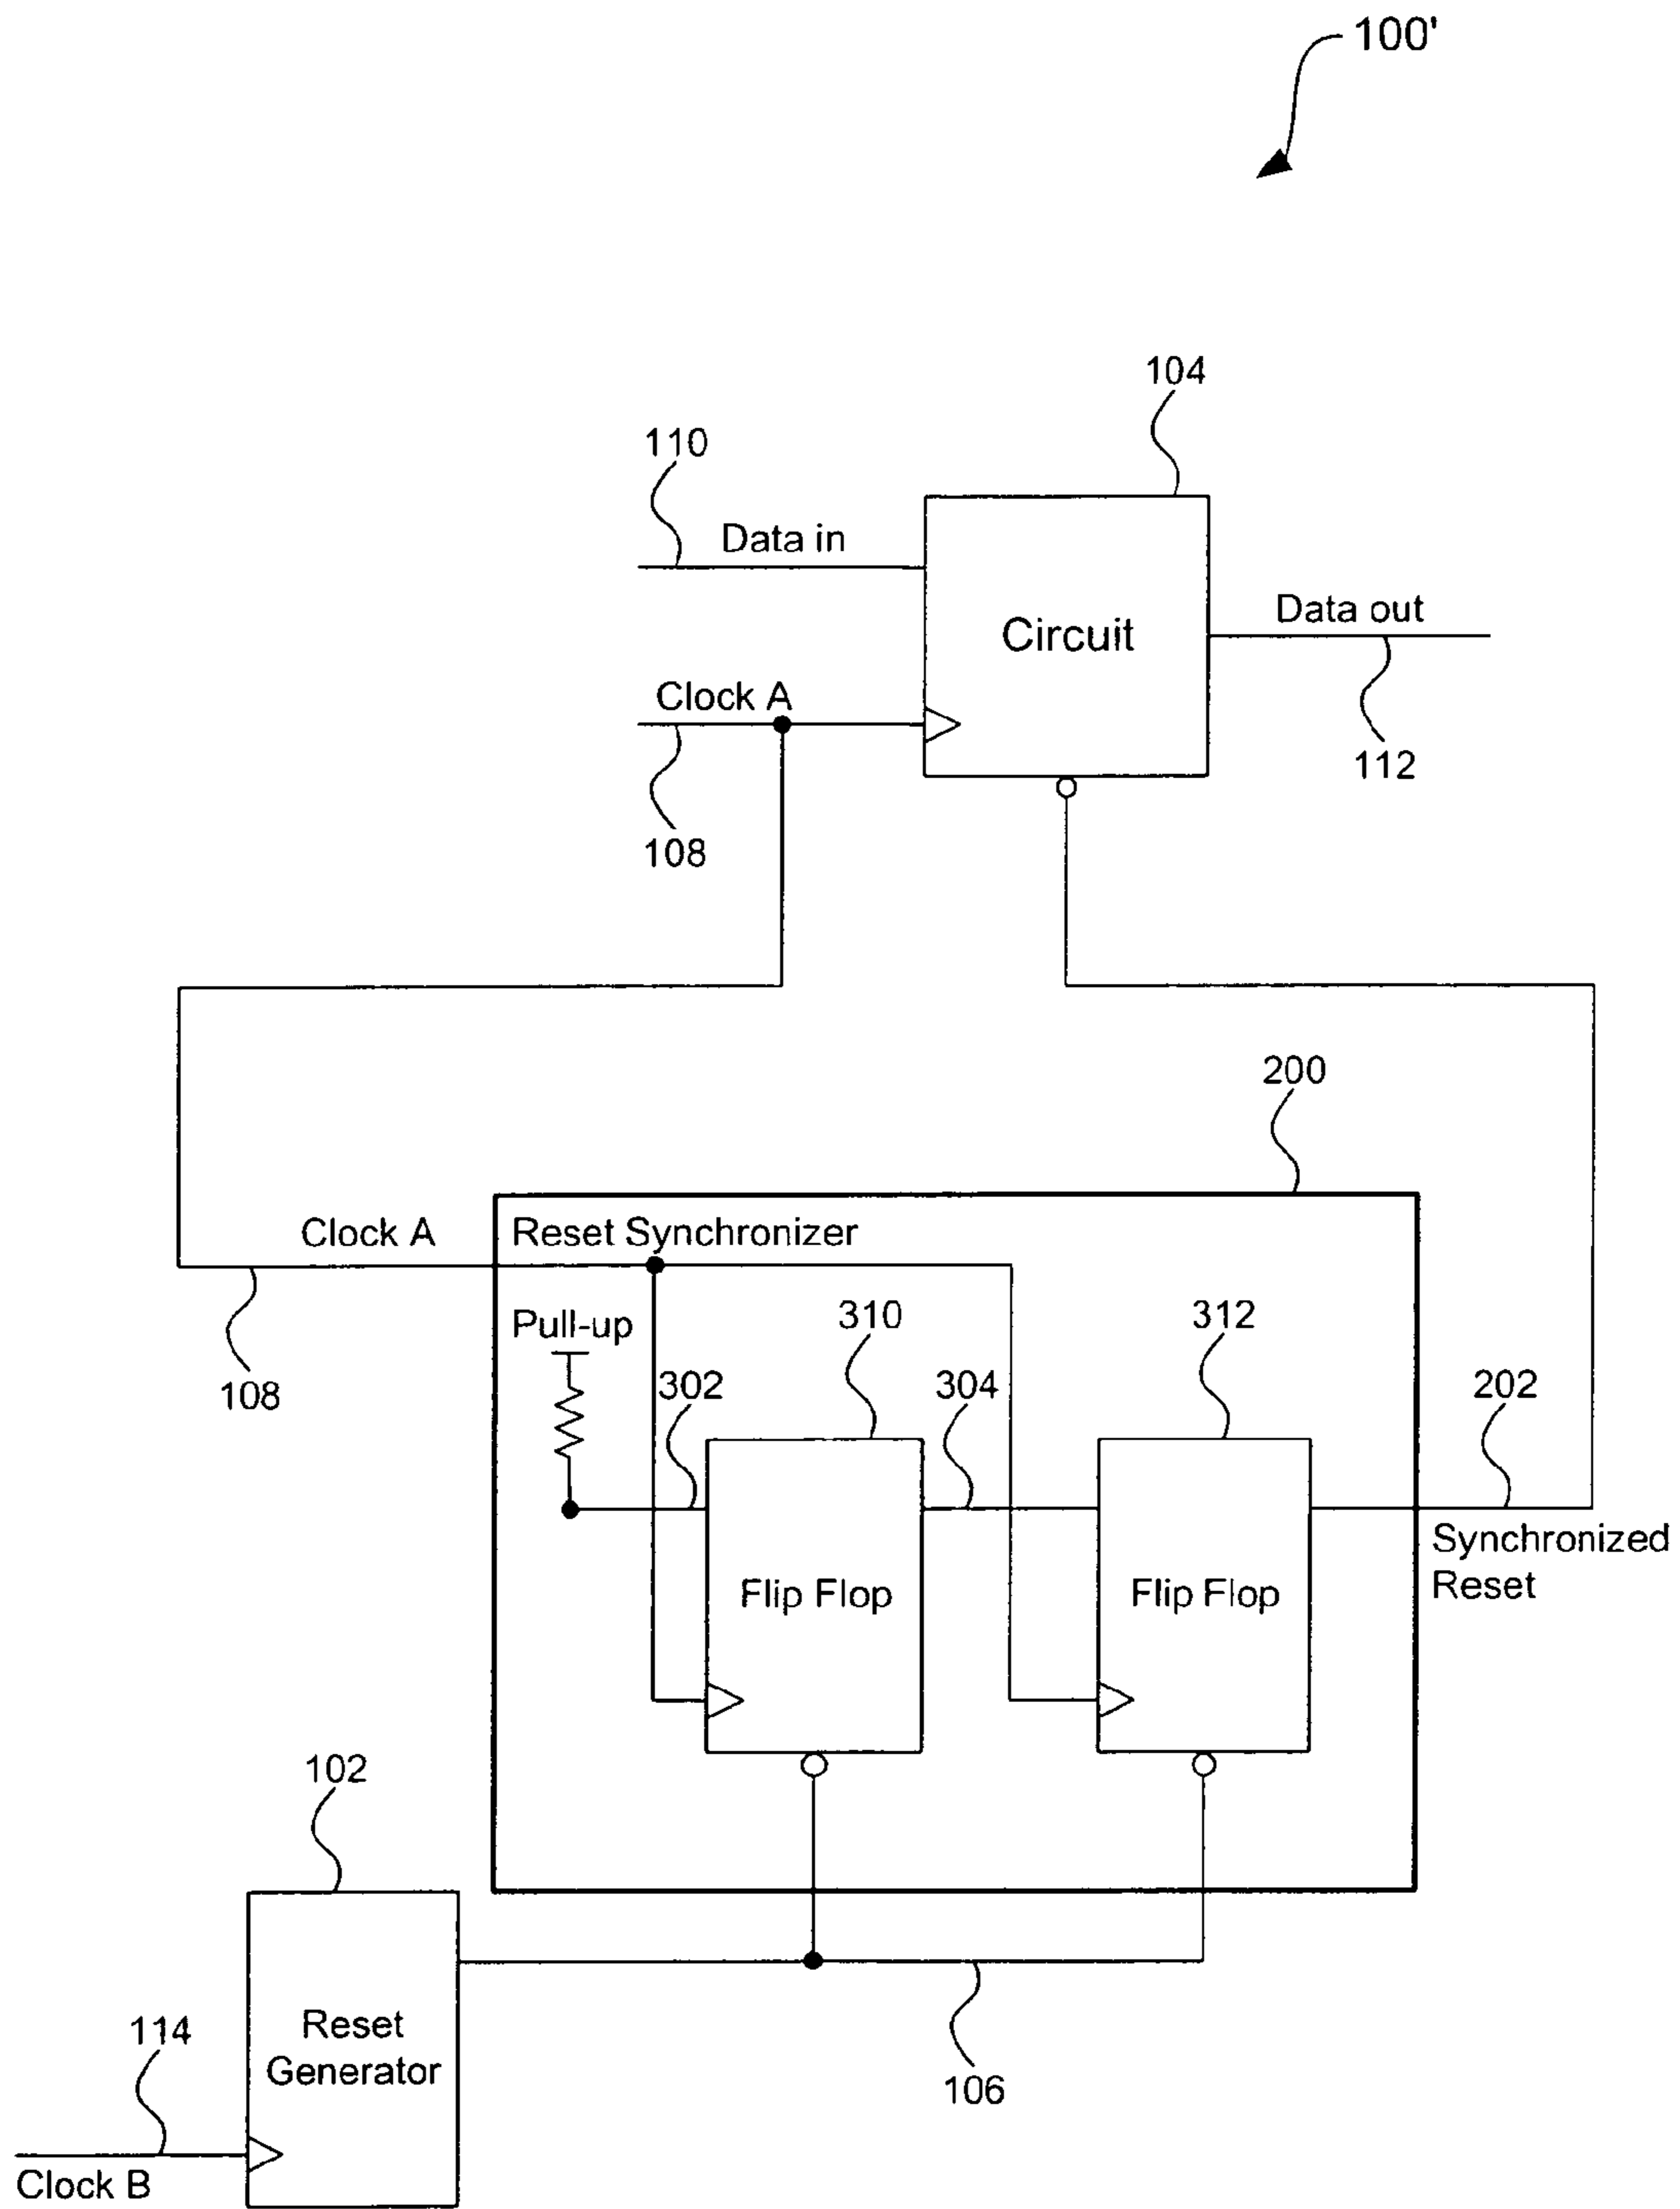 100'
104
110
Data in
Circuit
Data out
Clock A
112
108
200
Clock A
Reset Synchronizer
Pull-up
310
312
108
302
304
202
Flip Flop
Flip Flop
Synchronized
Reset
102
Reset
Generator
114
106
Clock B